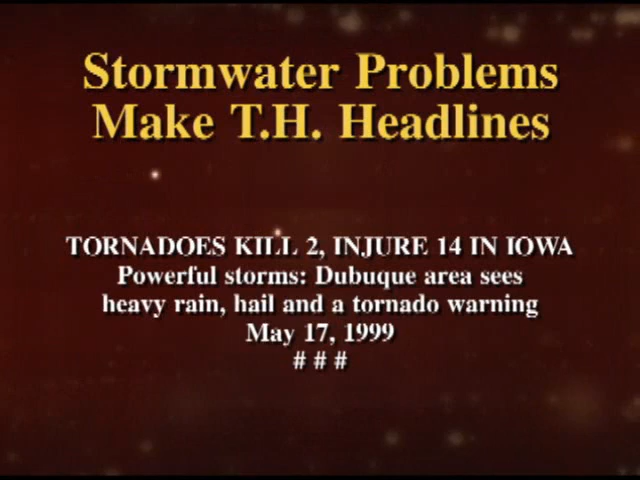 Stormwater Problems
Make T.H. Headlines
TORNADOES KILL 2, INJURE 14 IN IOWA
Powerful storms: Dubuque area sees
heavy rain, hail and a tornado warning
May 17, 1999
# # #